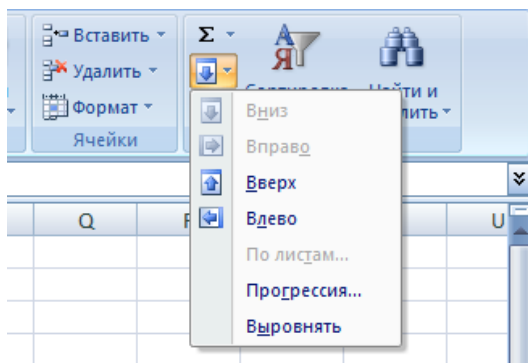 Вставить
Удалить
Формат
Ячейки
Σ
А
Я
Вниз
Вправо
Вверх
Влево
По листам...
Прогрессия...
Выровнять
Q
U